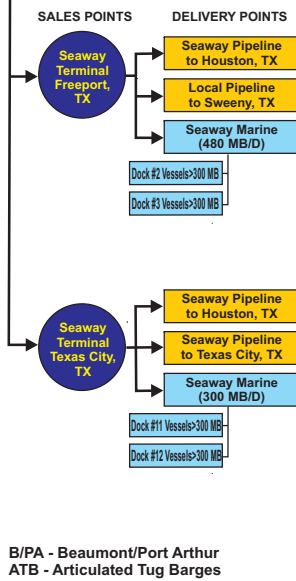 SALES POINTS
DELIVERY POINTS
Seaway
Terminal
Freeport,
TX
Seaway Pipeline
to Houston, TX
Local Pipeline
to Sweeny, TX
Seaway Marine
(480 MB/D)
Dock #2 Vessels>300 MB
Dock #3 Vessels>300 MB
Seaway
Terminal
Texas City,
TX
Seaway Pipeline
to Houston, TX
Seaway Pipeline
to Texas City, TX
Seaway Marine
(300 MB/D)
Dock #11 Vessels>300 MB
Dock #12 Vessels>300 MB
B/PA - Beaumont/Port Arthur
ATB - Articulated Tug Barges